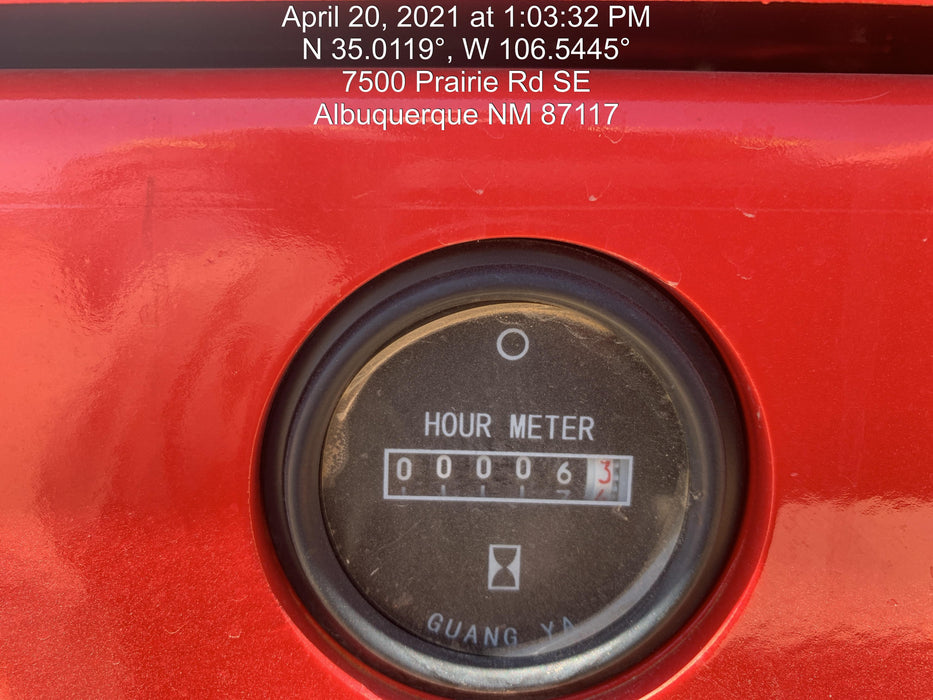 April 20, 2021 at 1:03:32 PM
N 35.0119°, W 106.5445°
7500 Prairie Rd SE
Albuquerque NM 87117
HOUR METER
0 0 0 0 6 3
GUANG YA